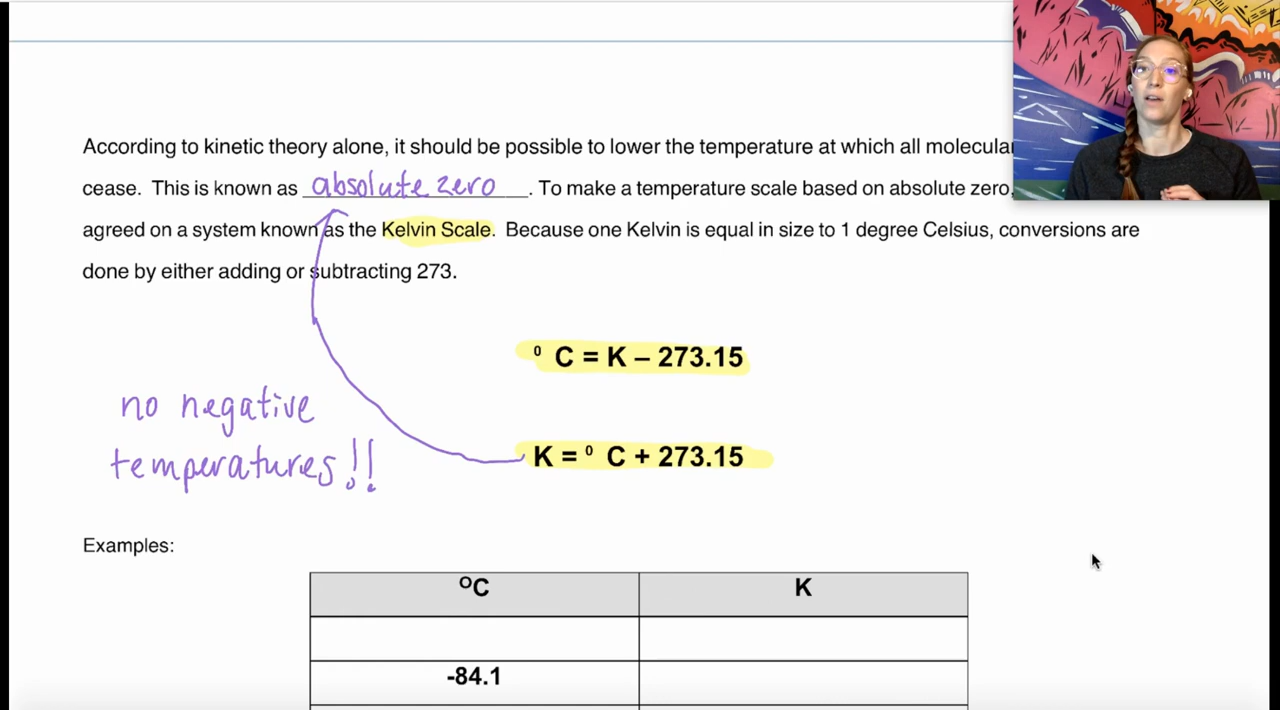 According to kinetic theory alone, it should be possible to lower the temperature at which all molecular
cease. This is known as absolute zero. To make a temperature scale based on absolute zero,
agreed on a system known as the Kelvin Scale. Because one Kelvin is equal in size to 1 degree Celsius, conversions are
done by either adding or subtracting 273.
⁰ C = K – 273.15
no negative
temperatures!!
K = ⁰ C + 273.15
Examples:
ᴼC K
-84.1